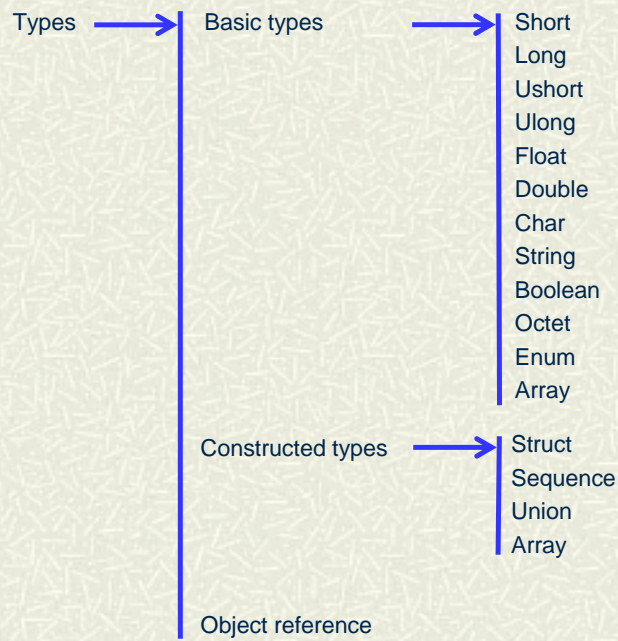 Types Basic types Short
Long
Ushort
Ulong
Float
Double
Char
String
Boolean
Octet
Enum
Array
Constructed types Struct
Sequence
Union
Array
Object reference